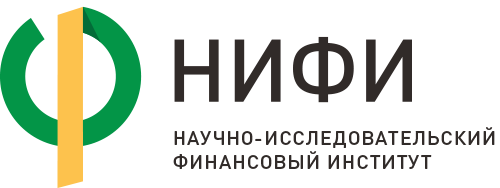 НИФИ
НАУЧНО-ИССЛЕДОВАТЕЛЬСКИЙ
ФИНАНСОВЫЙ ИНСТИТУТ